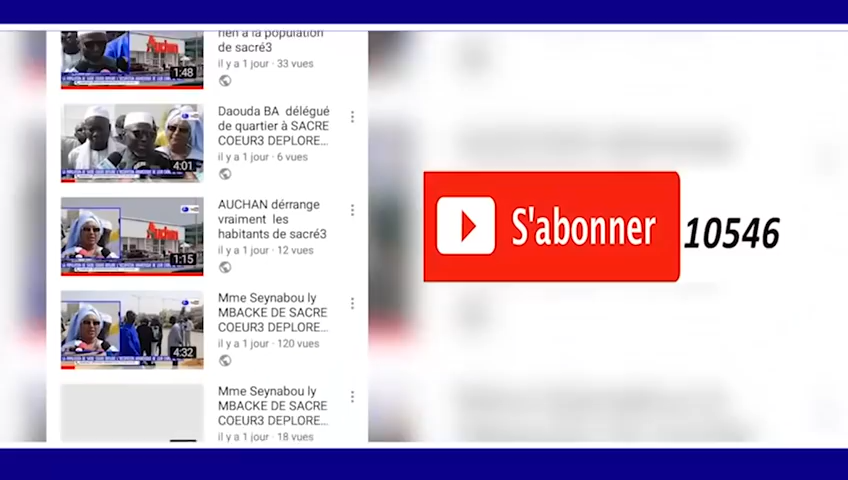 rien à la population
de sacré3
il y a 1 jour · 33 vues
Auchan
1:48
Daouda BA délégué
de quartier à SACRE
COEUR3 DEPLORE...
il y a 1 jour · 6 vues
4:01
AUCHAN dérrange
vraiment les
habitants de sacré3
il y a 1 jour · 12 vues
Auchan
1:15
Mme Seynabou ly
MBACKE DE SACRE
COEUR3 DEPLORE...
il y a 1 jour · 120 vues
4:32
Mme Seynabou ly
MBACKE DE SACRE
COEUR3 DEPLORE...
il y a 1 jour · 18 vues
S'abonner
10546